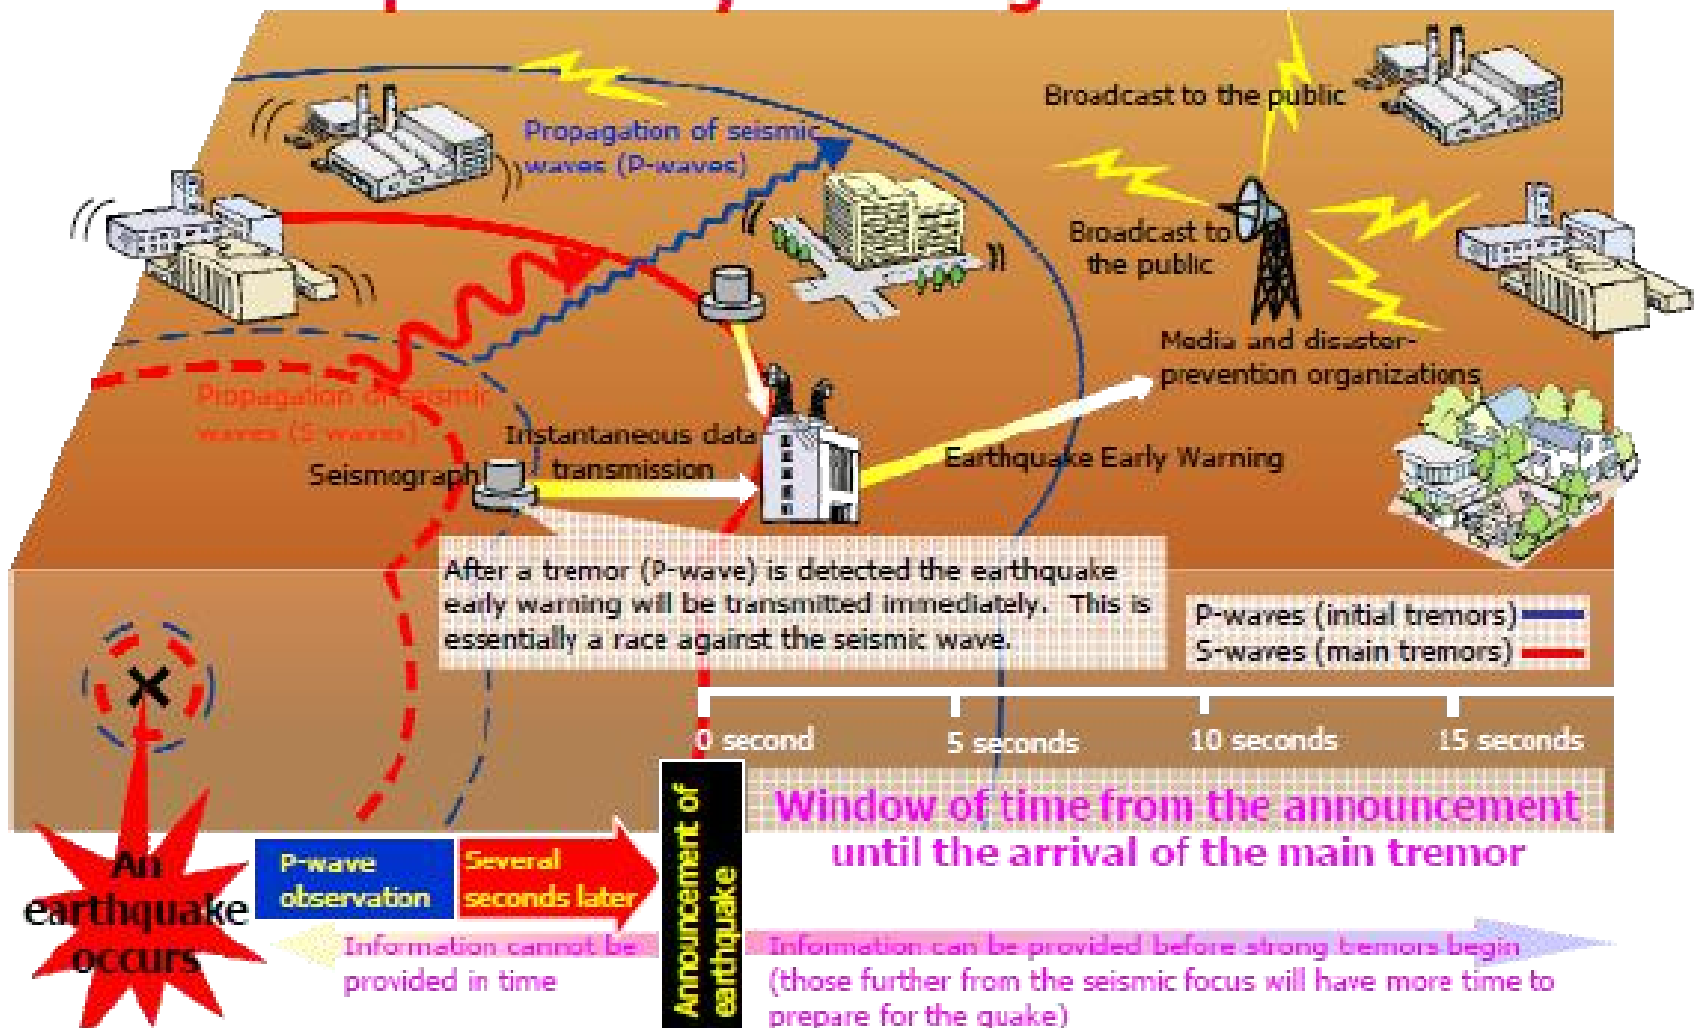 Broadcast to the public
Propagation of seismic
waves (P-waves)
Broadcast to
the public
Media and disaster-
prevention organizations
Propagation of seismic
waves (S waves)
Instantaneous data
transmission
Seismograph
Earthquake Early Warning
After a tremor (P-wave) is detected the earthquake
early warning will be transmitted immediately. This is
essentially a race against the seismic wave.
P-waves (initial tremors)
S-waves (main tremors)
0 second
5 seconds
10 seconds
15 seconds
Window of time from the announcement
until the arrival of the main tremor
An
earthquake
occurs
P-wave
observation
Several
seconds later
Announcement of
earthquake
Information cannot be
provided in time
Information can be provided before strong tremors begin
(those further from the seismic focus will have more time to
prepare for the quake)